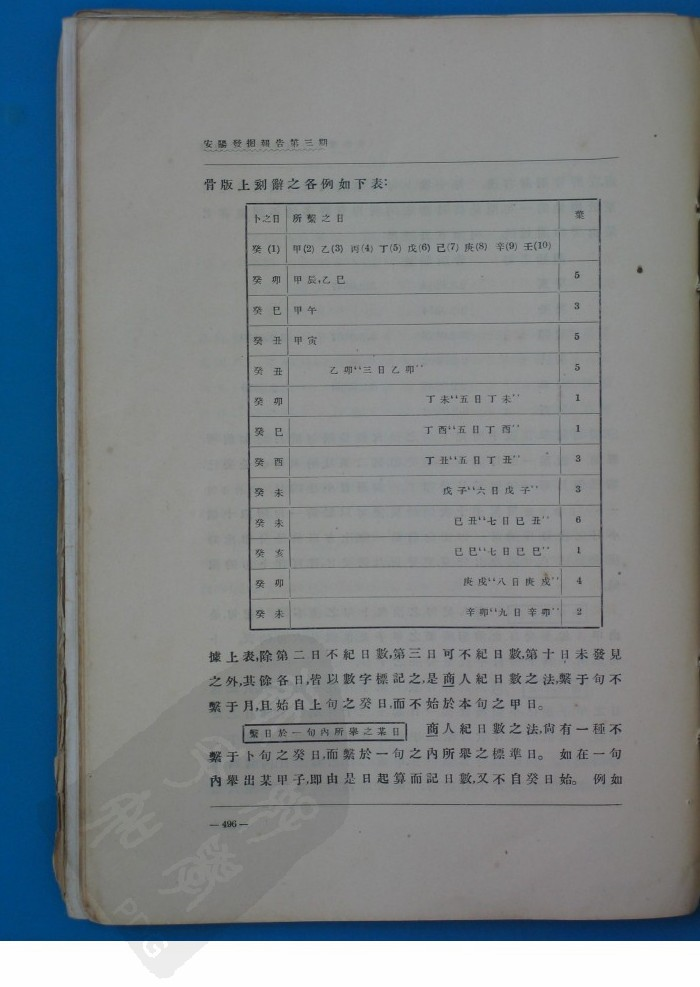 安陽發掘報告第三期
骨版上刻辭之各例如下表:
卜之日 所繫之日 葉
癸(1) 甲(2) 乙(3) 丙(4) 丁(5) 戊(6) 己(7) 庚(8) 辛(9) 壬(10)
癸卯 甲辰,乙巳 5
癸巳 甲午 3
癸丑 甲寅 5
癸丑 乙卯“三日乙卯” 5
癸卯 丁未“五日丁未” 1
癸巳 丁酉“五日丁酉” 1
癸酉 丁丑“五日丁丑” 3
癸未 戊子“六日戊子” 3
癸未 己丑“七日己丑” 6
癸亥 己巳“七日己巳” 1
癸卯 庚戌“八日庚戌” 4
癸未 辛卯“九日辛卯” 2
據上表,除第二日不紀日數,第三日可不紀日數,第十日未發見
之外,其餘各日,皆以數字標記之,是商人紀日數之法,繫于旬不
繫于月,且始自上旬之癸日,而不始於本旬之甲日。
繫日於一旬內所舉之某日 商人紀日數之法,尙有一種不
繫于卜旬之癸日,而繫於一旬之內所舉之標準日。 如在一旬
內舉出某甲子,即由是日起算而記日數,又不自癸日始。 例如
—496—
PDG